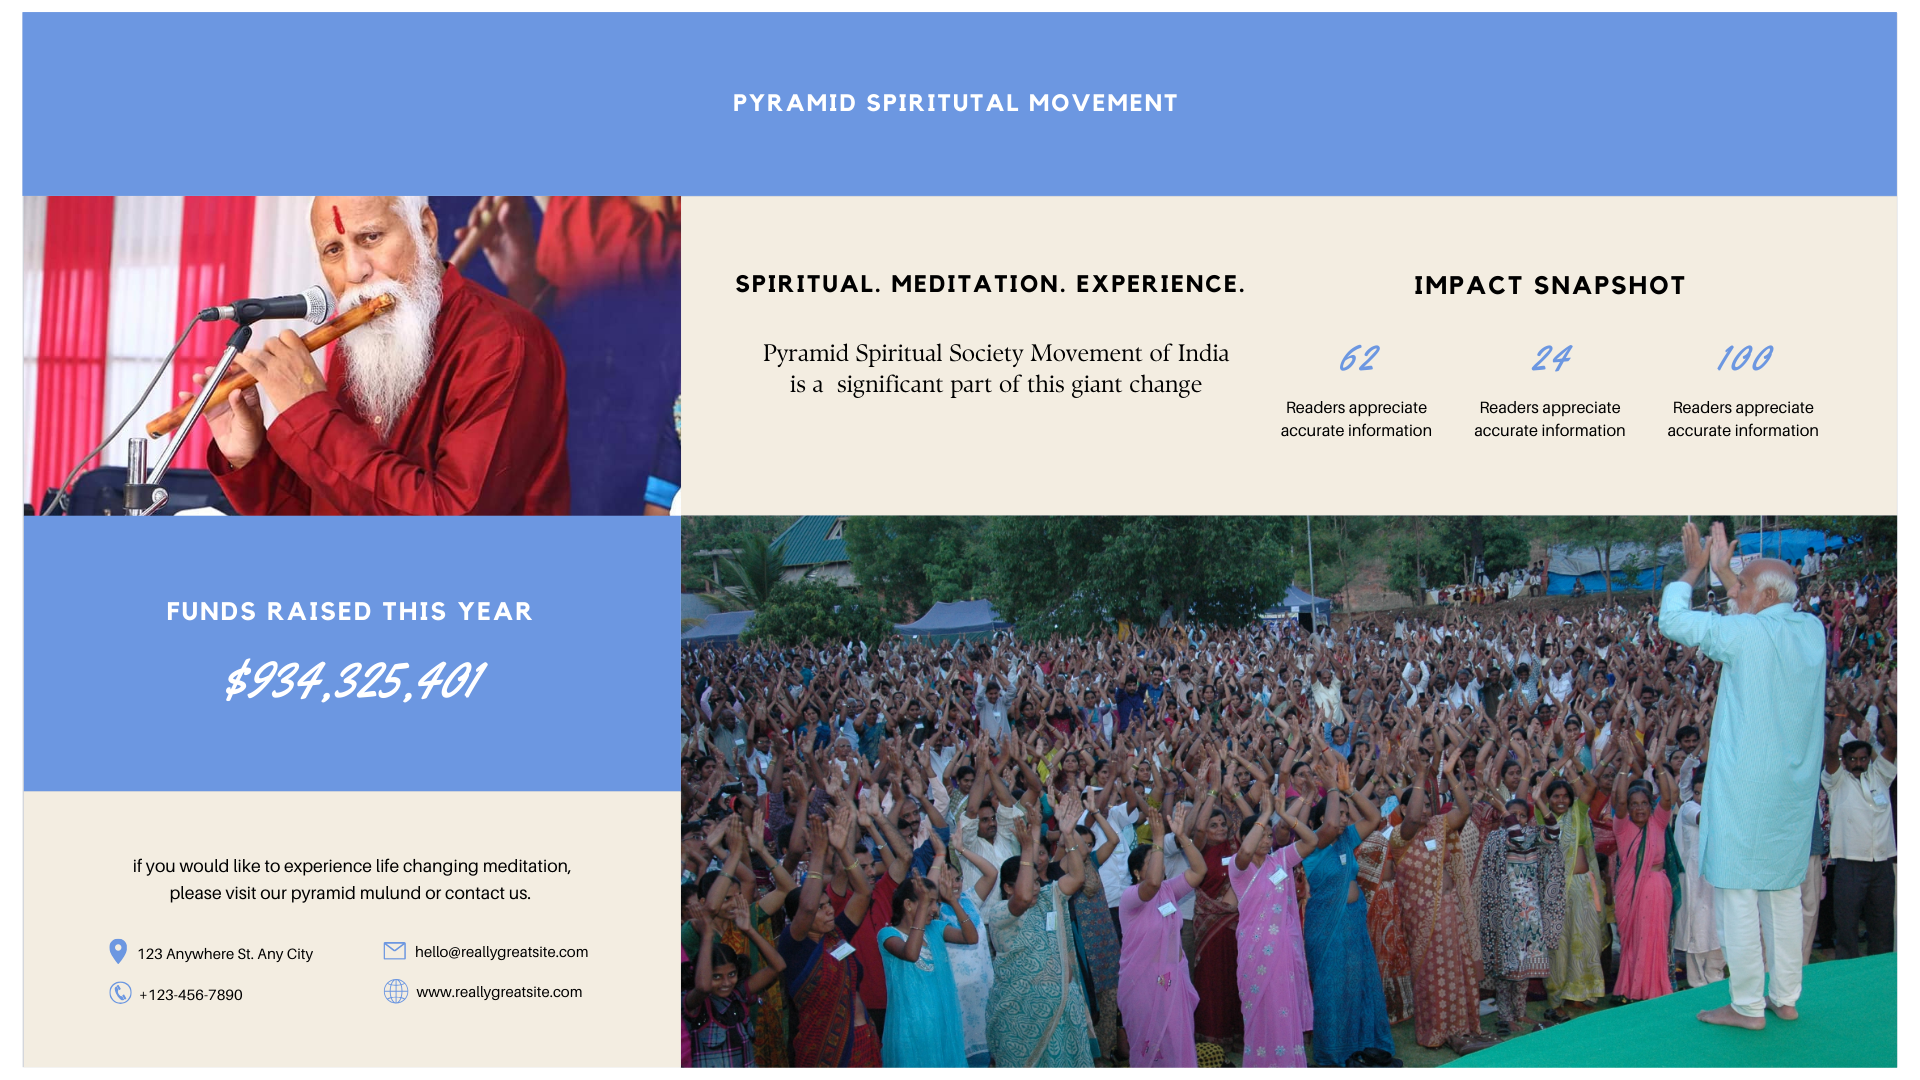 PYRAMID SPIRITUTAL MOVEMENT
SPIRITUAL. MEDITATION. EXPERIENCE.
Pyramid Spiritual Society Movement of India
is a significant part of this giant change
IMPACT SNAPSHOT
62
Readers appreciate
accurate information
24
Readers appreciate
accurate information
100
Readers appreciate
accurate information
FUNDS RAISED THIS YEAR
$934,325,401
if you would like to experience life changing meditation,
please visit our pyramid mulund or contact us.
123 Anywhere St. Any City
hello@reallygreatsite.com
+123-456-7890
www.reallygreatsite.com